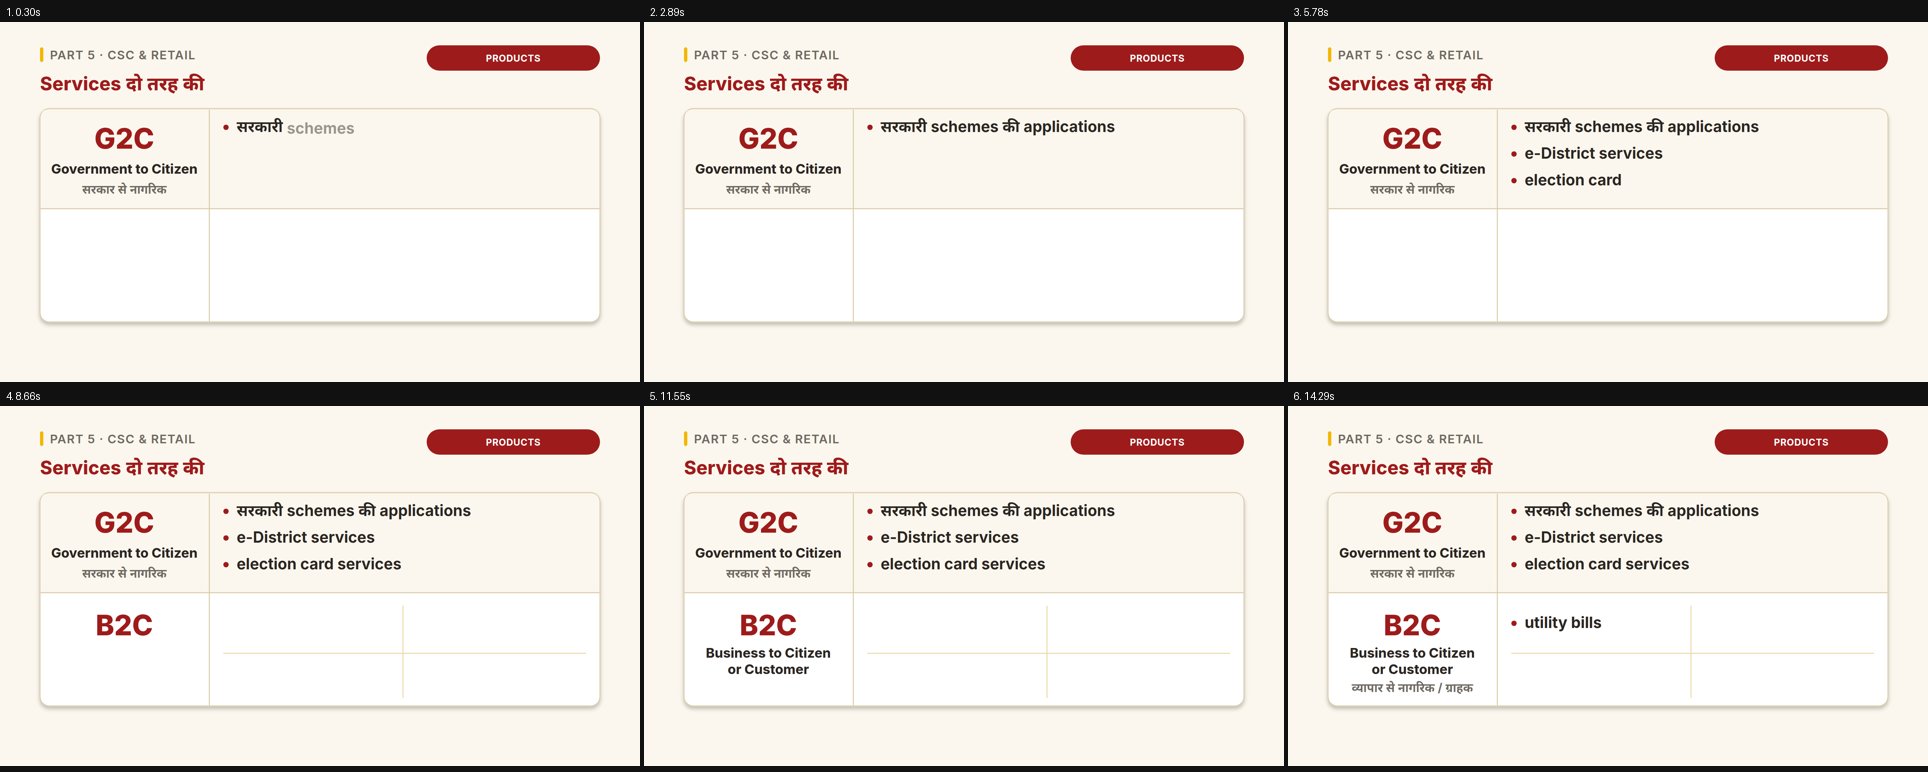 1. 0.30s
PART 5 · CSC & RETAIL
PRODUCTS
Services दो तरह की
G2C
Government to Citizen
सरकार से नागरिक
• सरकारी schemes
2. 2.89s
PART 5 · CSC & RETAIL
PRODUCTS
Services दो तरह की
G2C
Government to Citizen
सरकार से नागरिक
• सरकारी schemes की applications
3. 5.78s
PART 5 · CSC & RETAIL
PRODUCTS
Services दो तरह की
G2C
Government to Citizen
सरकार से नागरिक
• सरकारी schemes की applications
• e-District services
• election card
4. 8.66s
PART 5 · CSC & RETAIL
PRODUCTS
Services दो तरह की
G2C
Government to Citizen
सरकार से नागरिक
• सरकारी schemes की applications
• e-District services
• election card services
B2C
5. 11.55s
PART 5 · CSC & RETAIL
PRODUCTS
Services दो तरह की
G2C
Government to Citizen
सरकार से नागरिक
• सरकारी schemes की applications
• e-District services
• election card services
B2C
Business to Citizen
or Customer
6. 14.29s
PART 5 · CSC & RETAIL
PRODUCTS
Services दो तरह की
G2C
Government to Citizen
सरकार से नागरिक
• सरकारी schemes की applications
• e-District services
• election card services
B2C
Business to Citizen
or Customer
व्यापार से नागरिक / ग्राहक
• utility bills